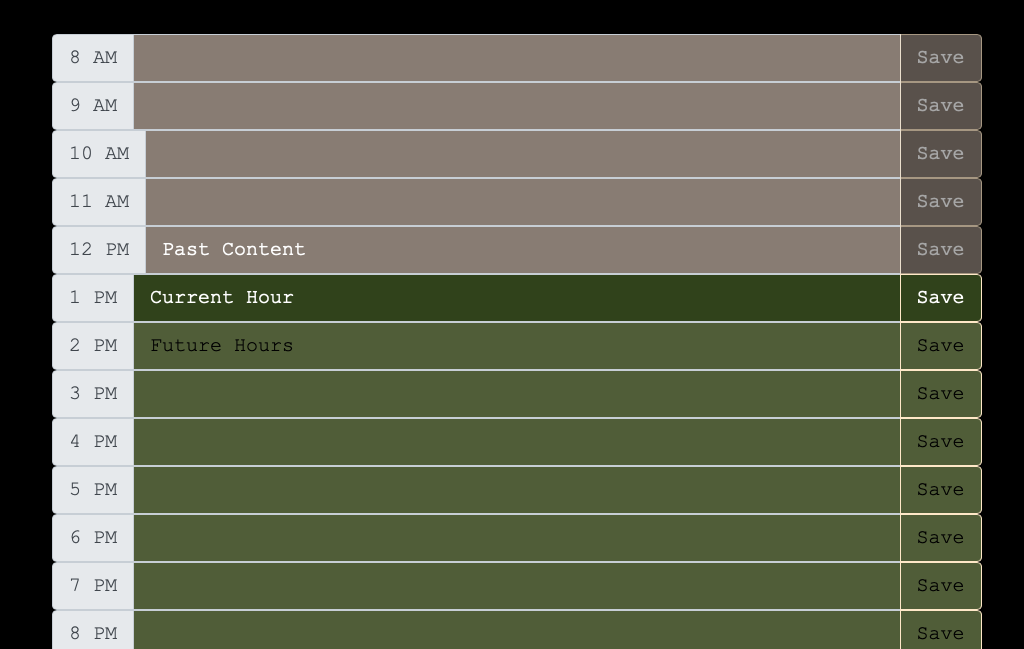 8 AM Save
9 AM Save
10 AM Save
11 AM Save
12 PM Past Content Save
1 PM Current Hour Save
2 PM Future Hours Save
3 PM Save
4 PM Save
5 PM Save
6 PM Save
7 PM Save
8 PM Save